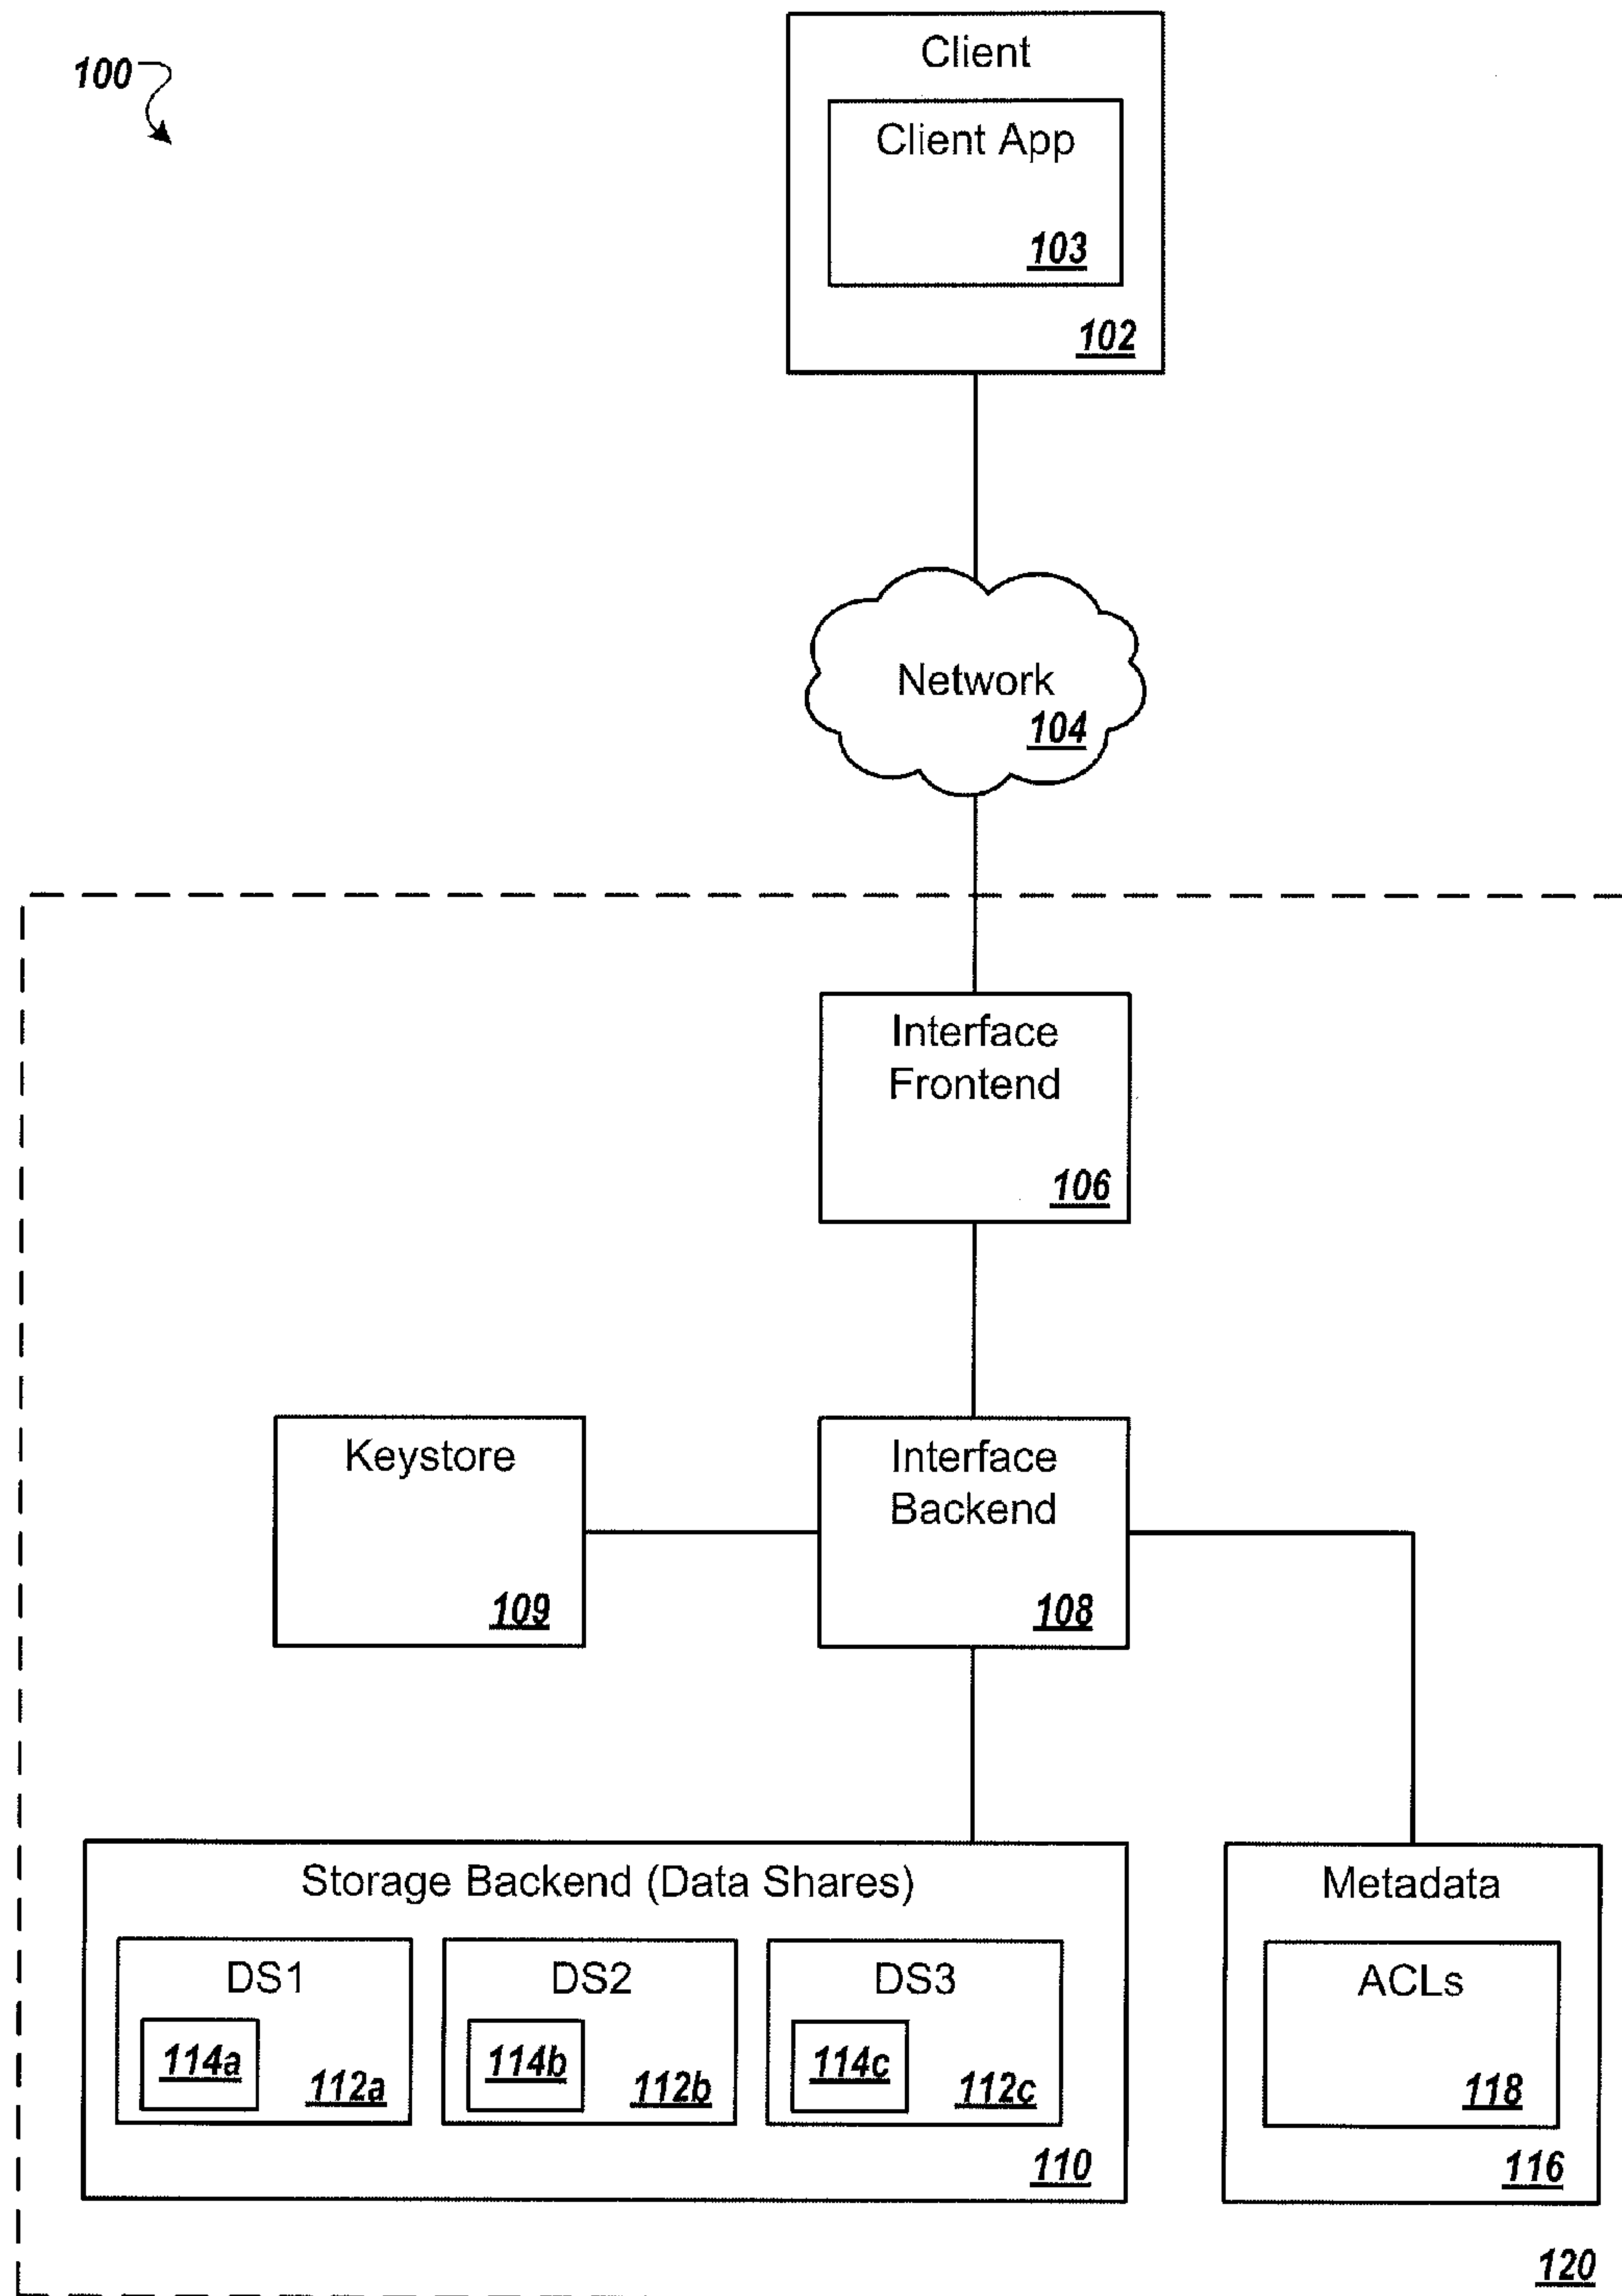 100
Client
Client App
103
102
Network
104
Interface
Frontend
106
Keystore
109
Interface
Backend
108
Storage Backend (Data Shares)
DS1
114a
112a
DS2
114b
112b
DS3
114c
112c
110
Metadata
ACLs
118
116
120